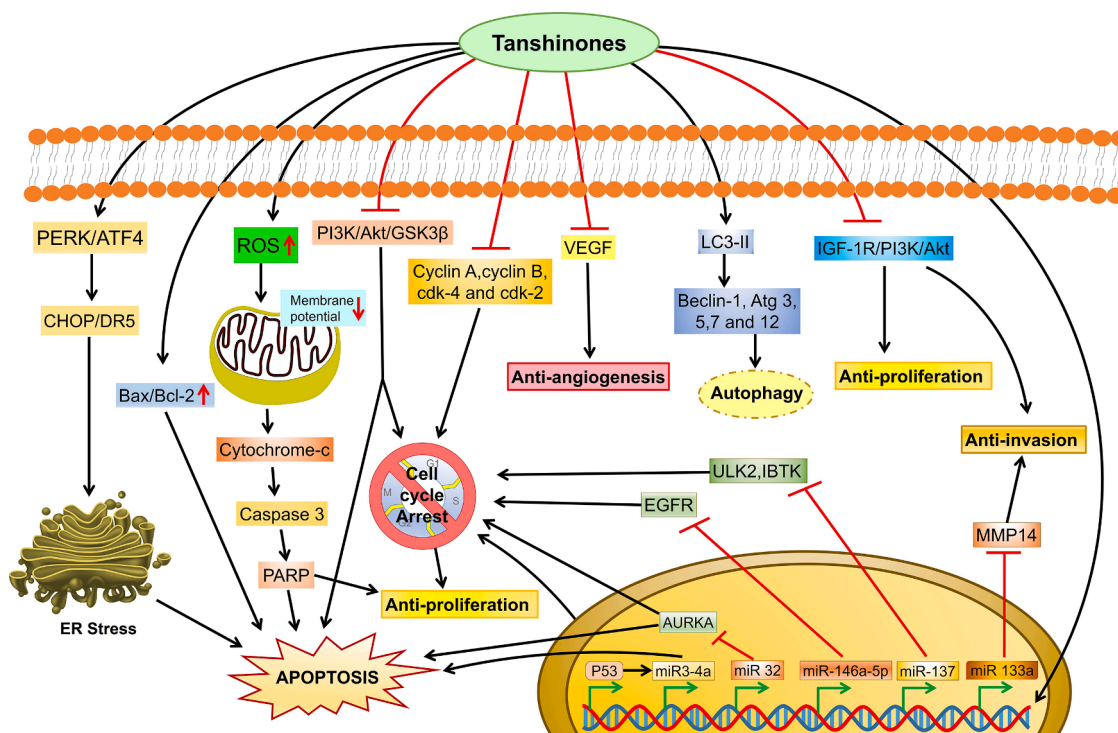 Tanshinones
PERK/ATF4
ROS
PI3K/Akt/GSK3β
VEGF
LC3-II
IGF-1R/PI3K/Akt
CHOP/DR5
Membrane
potential
Cyclin A,cyclin B,
cdk-4 and cdk-2
Beclin-1, Atg 3,
5,7 and 12
Bax/Bcl-2
Anti-angiogenesis
Autophagy
Anti-proliferation
Cytochrome-c
Anti-invasion
G1
M
S
G2
Cell
cycle
Arrest
ULK2,IBTK
EGFR
Caspase 3
MMP14
PARP
Anti-proliferation
ER Stress
AURKA
APOPTOSIS
P53
miR3-4a
miR 32
miR-146a-5p
miR-137
miR 133a